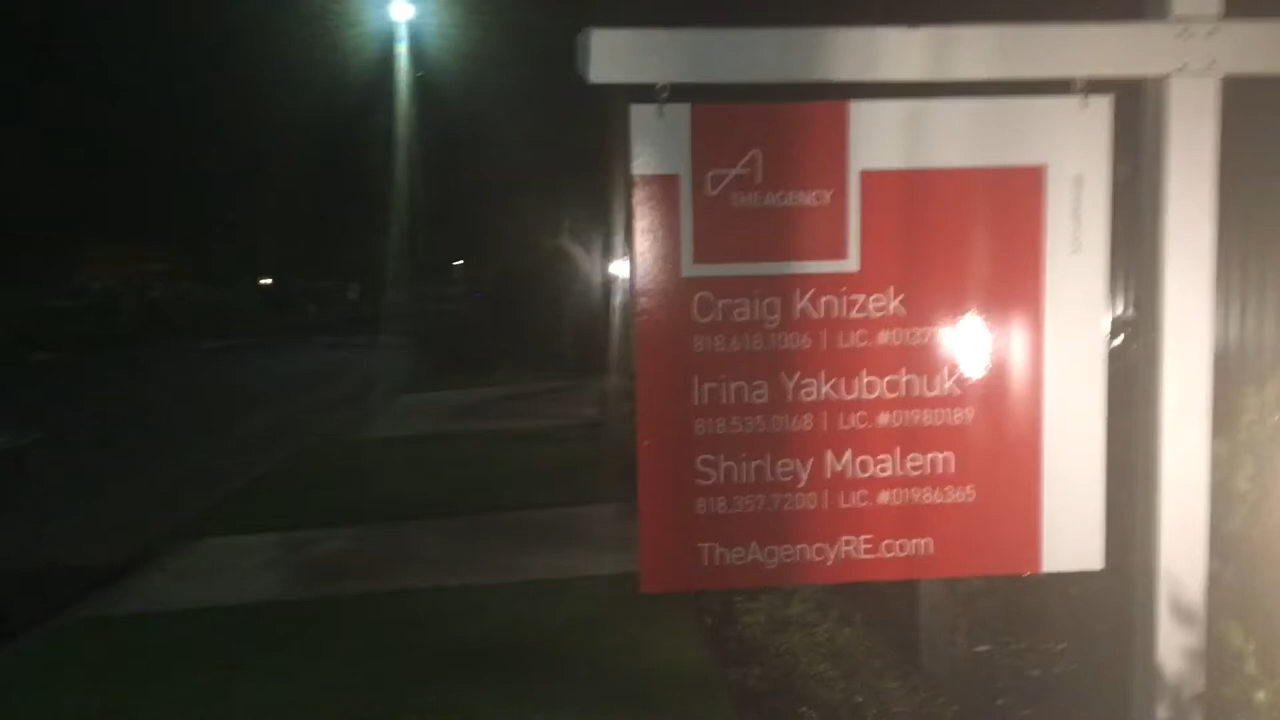 THEAGENCY
Craig Knizek
818.618.1006 | LIC.
Irina Yakubchuk
818.535.0168 | LIC. #01980189
Shirley Moalem
818.357.7200 | LIC. #01986365
TheAgencyRE.com